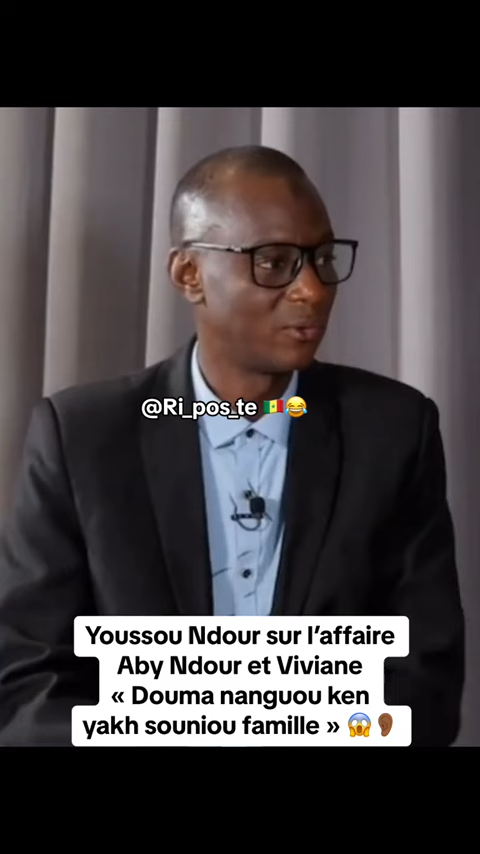 @Ri_pos_te 🇸🇳😂
Youssou Ndour sur l’affaire
Aby Ndour et Viviane
« Douma nanguou ken
yakh souniou famille » 😱👂🏾